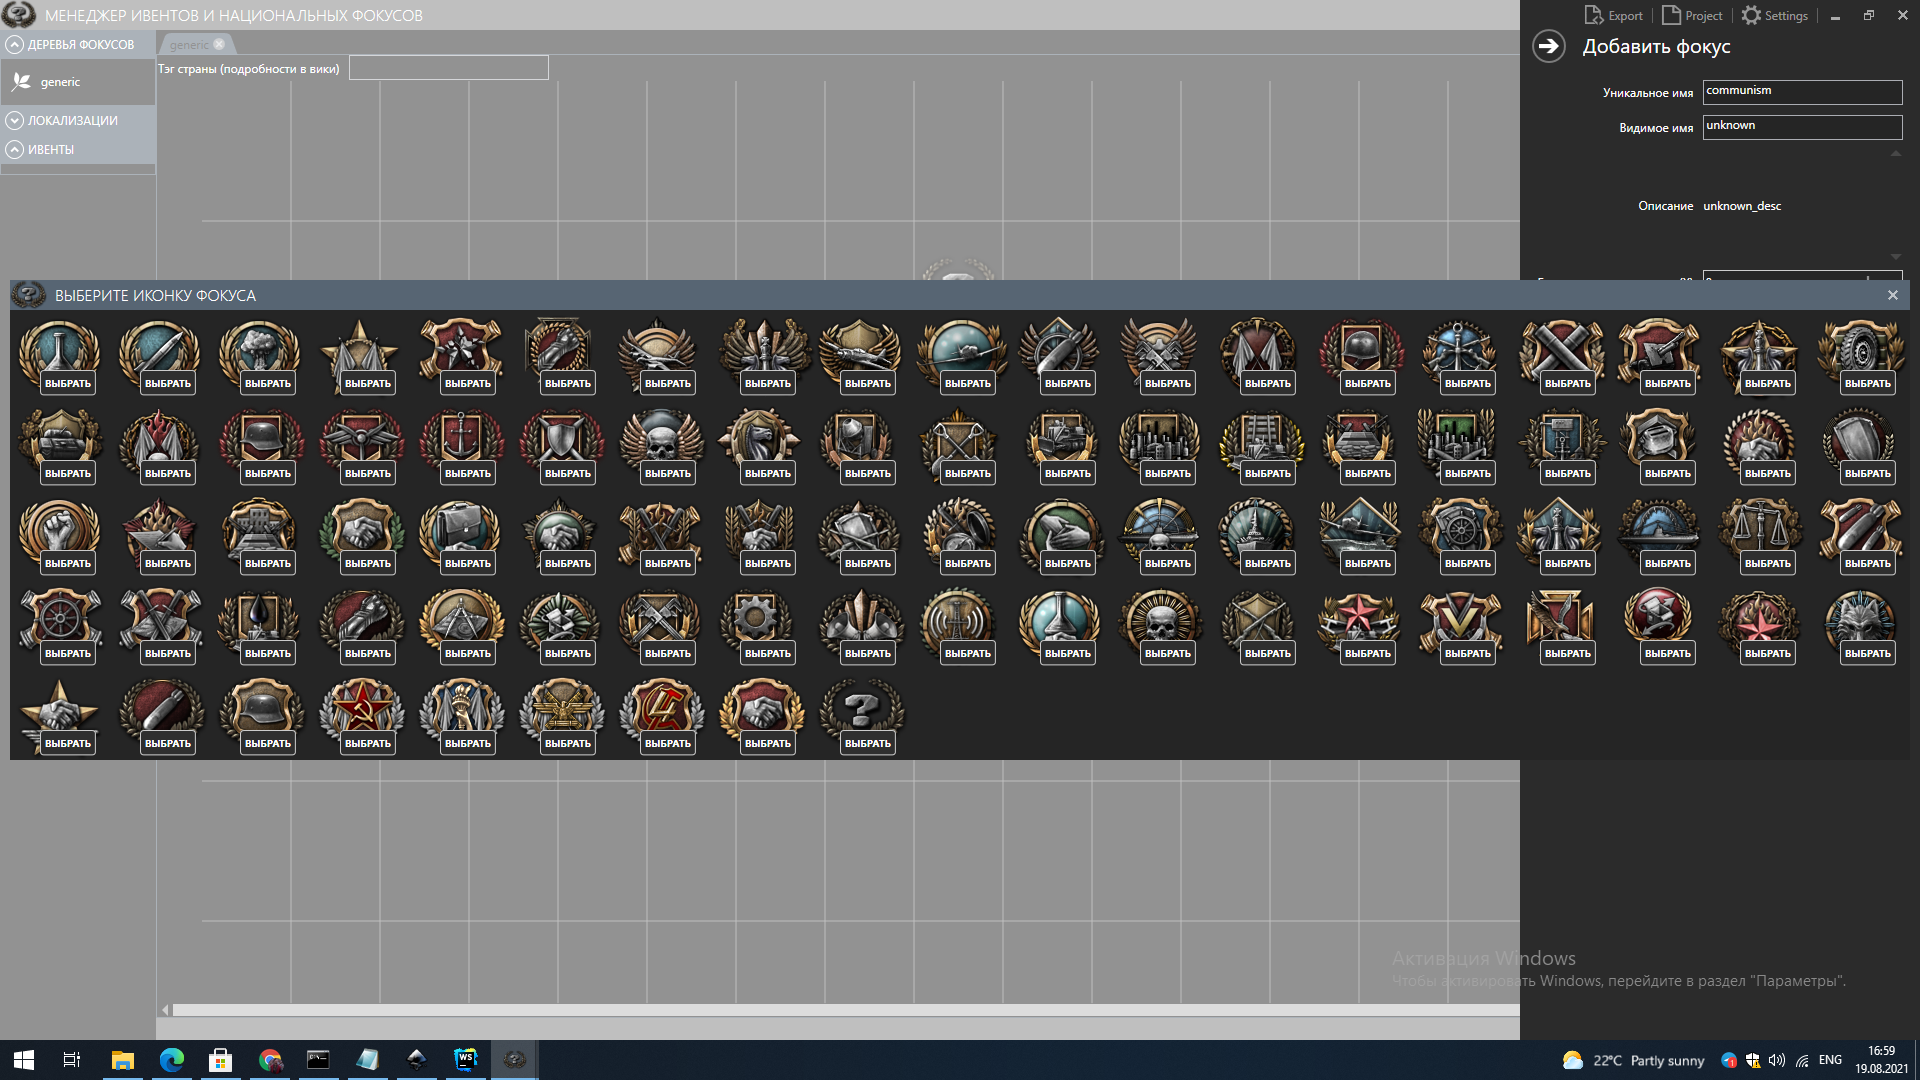 МЕНЕДЖЕР ИВЕНТОВ И НАЦИОНАЛЬНЫХ ФОКУСОВ
Export
Project
Settings
ДЕРЕВЬЯ ФОКУСОВ
generic
ЛОКАЛИЗАЦИИ
ИВЕНТЫ
generic
Тэг страны (подробности в вики)
Добавить фокус
Уникальное имя
communism
Видимое имя
unknown
Описание
unknown_desc
ВЫБЕРИТЕ ИКОНКУ ФОКУСА
ВЫБРАТЬ ВЫБРАТЬ ВЫБРАТЬ ВЫБРАТЬ ВЫБРАТЬ ВЫБРАТЬ ВЫБРАТЬ ВЫБРАТЬ ВЫБРАТЬ ВЫБРАТЬ ВЫБРАТЬ ВЫБРАТЬ ВЫБРАТЬ ВЫБРАТЬ ВЫБРАТЬ ВЫБРАТЬ ВЫБРАТЬ ВЫБРАТЬ ВЫБРАТЬ
ВЫБРАТЬ ВЫБРАТЬ ВЫБРАТЬ ВЫБРАТЬ ВЫБРАТЬ ВЫБРАТЬ ВЫБРАТЬ ВЫБРАТЬ ВЫБРАТЬ ВЫБРАТЬ ВЫБРАТЬ ВЫБРАТЬ ВЫБРАТЬ ВЫБРАТЬ ВЫБРАТЬ ВЫБРАТЬ ВЫБРАТЬ ВЫБРАТЬ ВЫБРАТЬ
ВЫБРАТЬ ВЫБРАТЬ ВЫБРАТЬ ВЫБРАТЬ ВЫБРАТЬ ВЫБРАТЬ ВЫБРАТЬ ВЫБРАТЬ ВЫБРАТЬ ВЫБРАТЬ ВЫБРАТЬ ВЫБРАТЬ ВЫБРАТЬ ВЫБРАТЬ ВЫБРАТЬ ВЫБРАТЬ ВЫБРАТЬ ВЫБРАТЬ ВЫБРАТЬ
ВЫБРАТЬ ВЫБРАТЬ ВЫБРАТЬ ВЫБРАТЬ ВЫБРАТЬ ВЫБРАТЬ ВЫБРАТЬ ВЫБРАТЬ ВЫБРАТЬ ВЫБРАТЬ ВЫБРАТЬ ВЫБРАТЬ ВЫБРАТЬ ВЫБРАТЬ ВЫБРАТЬ ВЫБРАТЬ ВЫБРАТЬ ВЫБРАТЬ ВЫБРАТЬ
ВЫБРАТЬ ВЫБРАТЬ ВЫБРАТЬ ВЫБРАТЬ ВЫБРАТЬ ВЫБРАТЬ ВЫБРАТЬ ВЫБРАТЬ ВЫБРАТЬ
Активация Windows
Чтобы активировать Windows, перейдите в раздел "Параметры".
22°C Partly sunny
ENG
16:59
19.08.2021